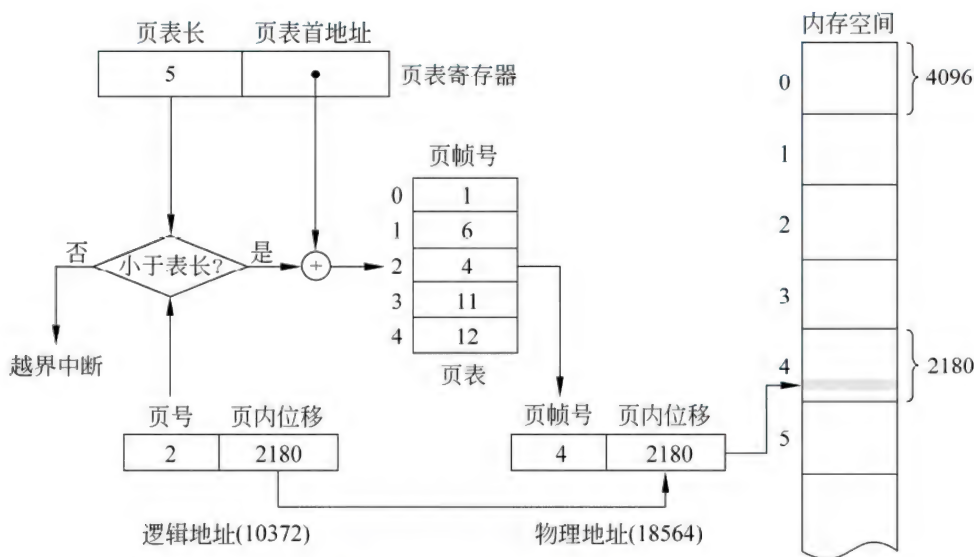 页表长 页表首地址
5
页表寄存器
内存空间
0
4096
1
2
3
4
2180
5
页帧号
0 1
1 6
2 4
3 11
4 12
页表
否
小于表长?
是
+
越界中断
页号 页内位移
2 2180
逻辑地址(10372)
页帧号 页内位移
4 2180
物理地址(18564)